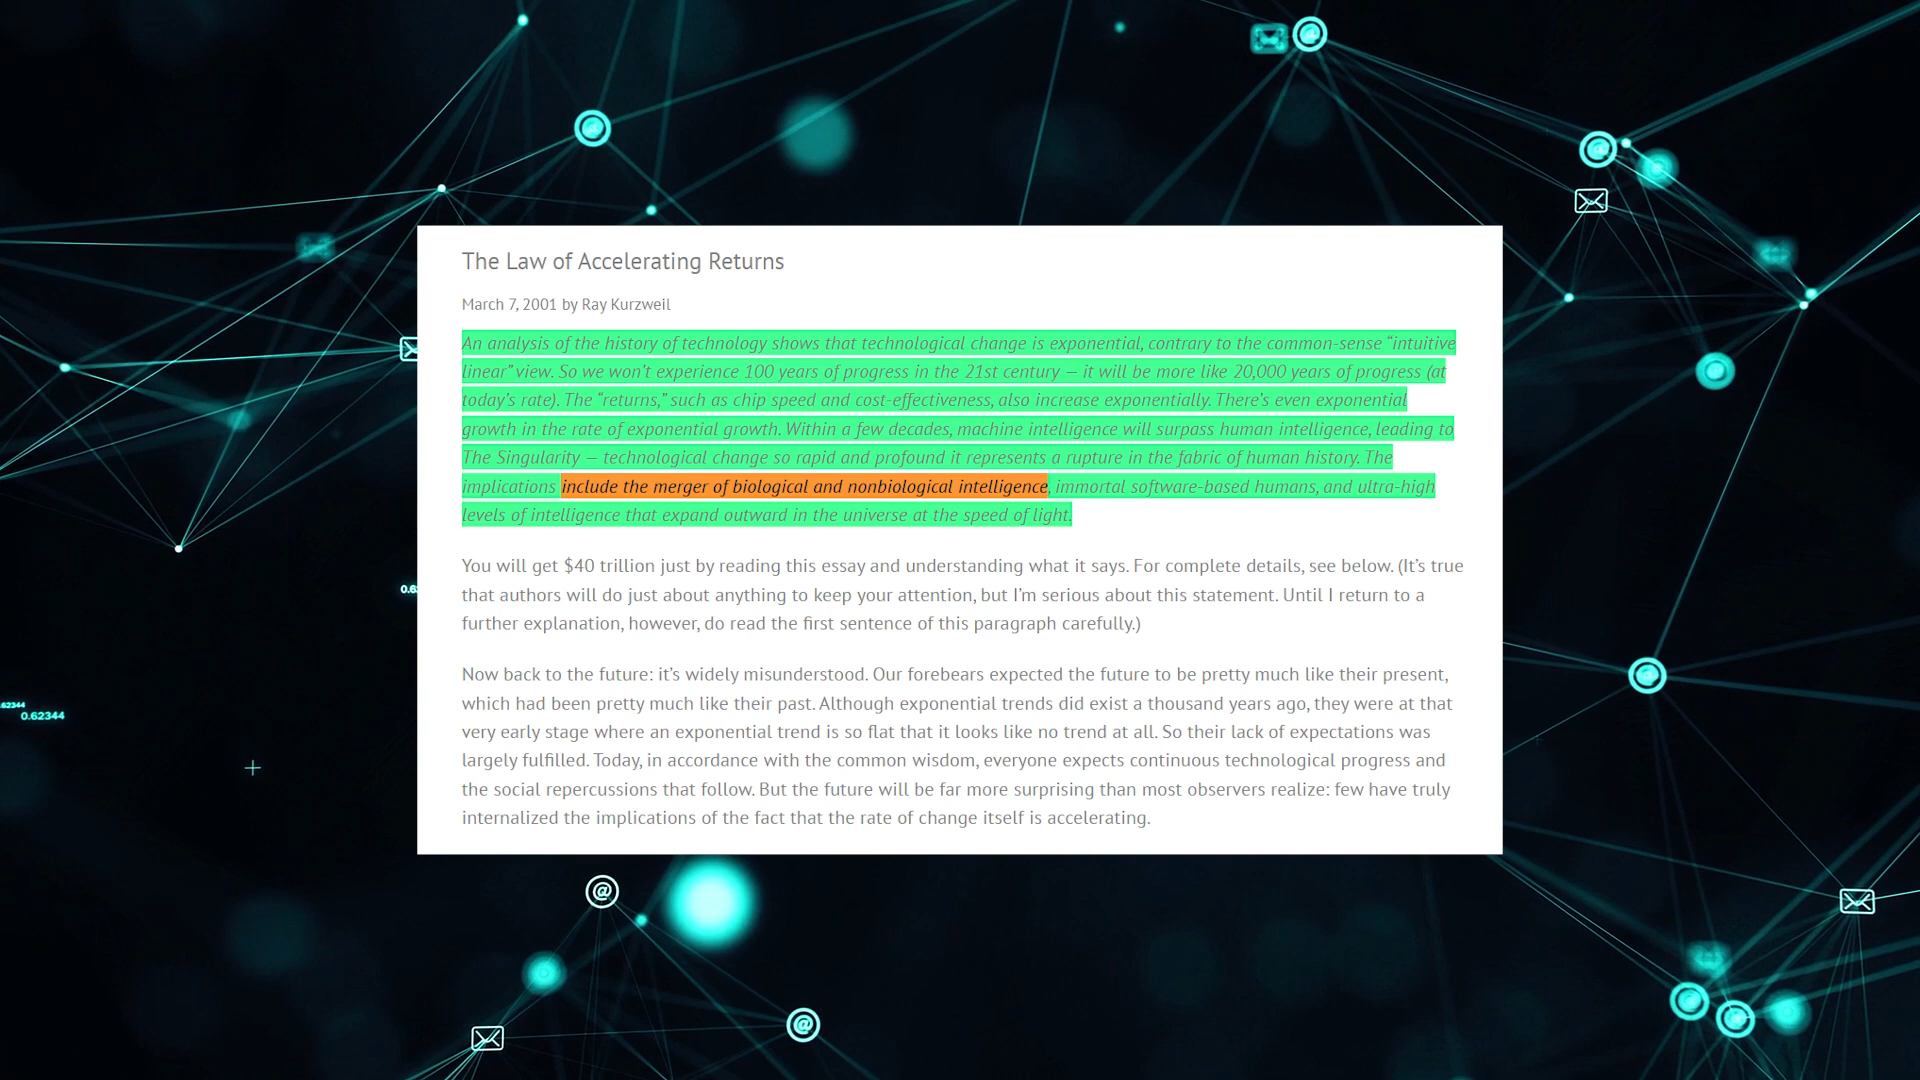 The Law of Accelerating Returns
March 7, 2001 by Ray Kurzweil
An analysis of the history of technology shows that technological change is exponential, contrary to the common-sense “intuitive
linear” view. So we won’t experience 100 years of progress in the 21st century — it will be more like 20,000 years of progress (at
today’s rate). The “returns,” such as chip speed and cost-effectiveness, also increase exponentially. There’s even exponential
growth in the rate of exponential growth. Within a few decades, machine intelligence will surpass human intelligence, leading to
The Singularity — technological change so rapid and profound it represents a rupture in the fabric of human history. The
implications include the merger of biological and nonbiological intelligence, immortal software-based humans, and ultra-high
levels of intelligence that expand outward in the universe at the speed of light.
You will get $40 trillion just by reading this essay and understanding what it says. For complete details, see below. (It’s true
that authors will do just about anything to keep your attention, but I’m serious about this statement. Until I return to a
further explanation, however, do read the first sentence of this paragraph carefully.)
Now back to the future: it’s widely misunderstood. Our forebears expected the future to be pretty much like their present,
which had been pretty much like their past. Although exponential trends did exist a thousand years ago, they were at that
very early stage where an exponential trend is so flat that it looks like no trend at all. So their lack of expectations was
largely fulfilled. Today, in accordance with the common wisdom, everyone expects continuous technological progress and
the social repercussions that follow. But the future will be far more surprising than most observers realize: few have truly
internalized the implications of the fact that the rate of change itself is accelerating.
0.62344